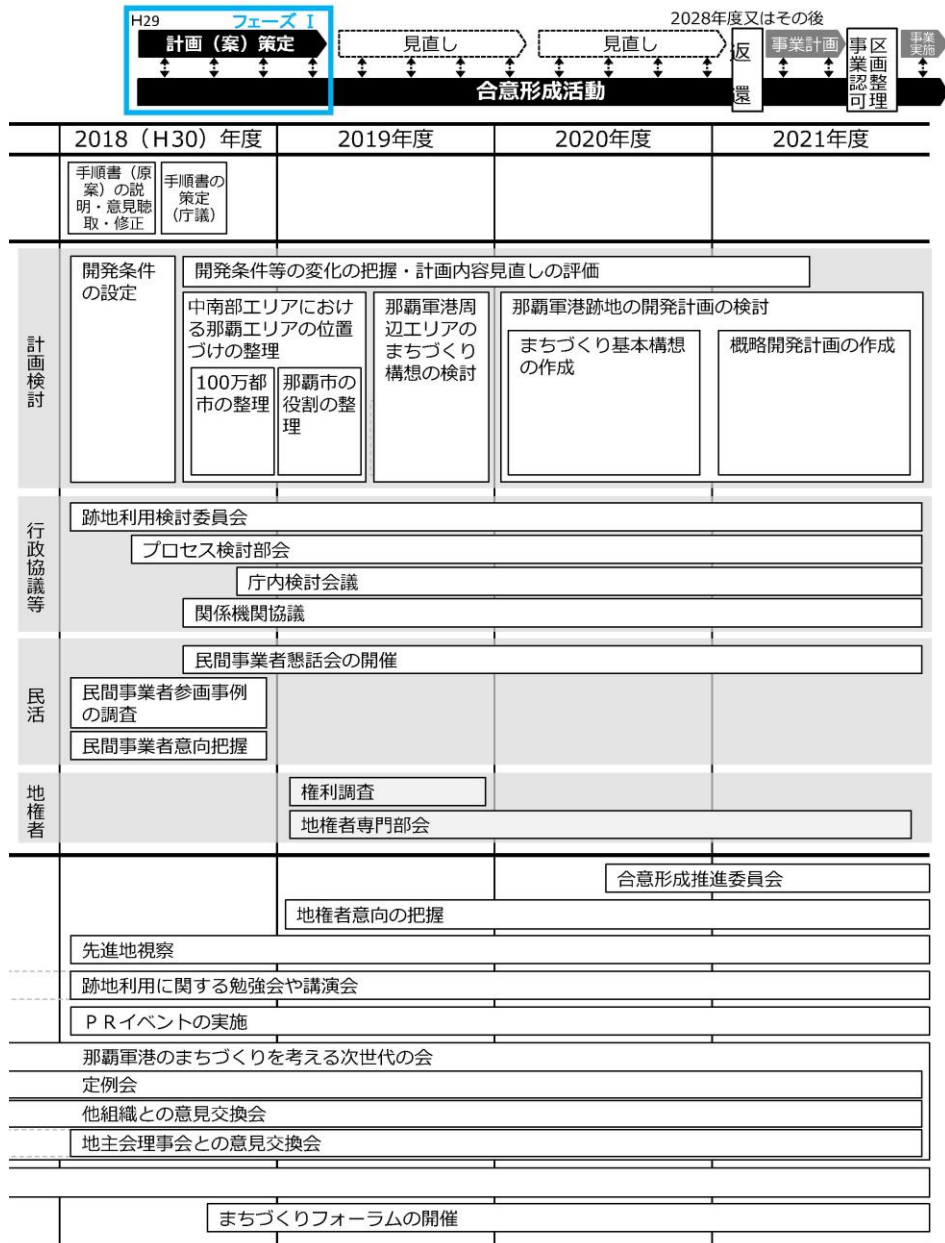 H29
フェーズ Ⅰ
2028年度又はその後
計画（案）策定
見直し
見直し
返還
事業計画
事業認可
区画整理
事業
実施
合意形成活動
2018（H30）年度
2019年度
2020年度
2021年度
手順書（原
案）の説
明・意見聴
取・修正
手順書の
策定
（庁議）
計画検討
開発条件
の設定
開発条件等の変化の把握・計画内容見直しの評価
中南部エリアにおけ
る那覇エリアの位置
づけの整理
100万都
市の整理
那覇市の
役割の整
理
那覇軍港周
辺エリアの
まちづくり
構想の検討
那覇軍港跡地の開発計画の検討
まちづくり基本構想
の作成
概略開発計画の作成
行政協議等
跡地利用検討委員会
プロセス検討部会
庁内検討会議
関係機関協議
民活
民間事業者懇話会の開催
民間事業者参画事例
の調査
民間事業者意向把握
地権者
権利調査
地権者専門部会
合意形成推進委員会
地権者意向の把握
先進地視察
跡地利用に関する勉強会や講演会
ＰＲイベントの実施
那覇軍港のまちづくりを考える次世代の会
定例会
他組織との意見交換会
地主会理事会との意見交換会
まちづくりフォーラムの開催